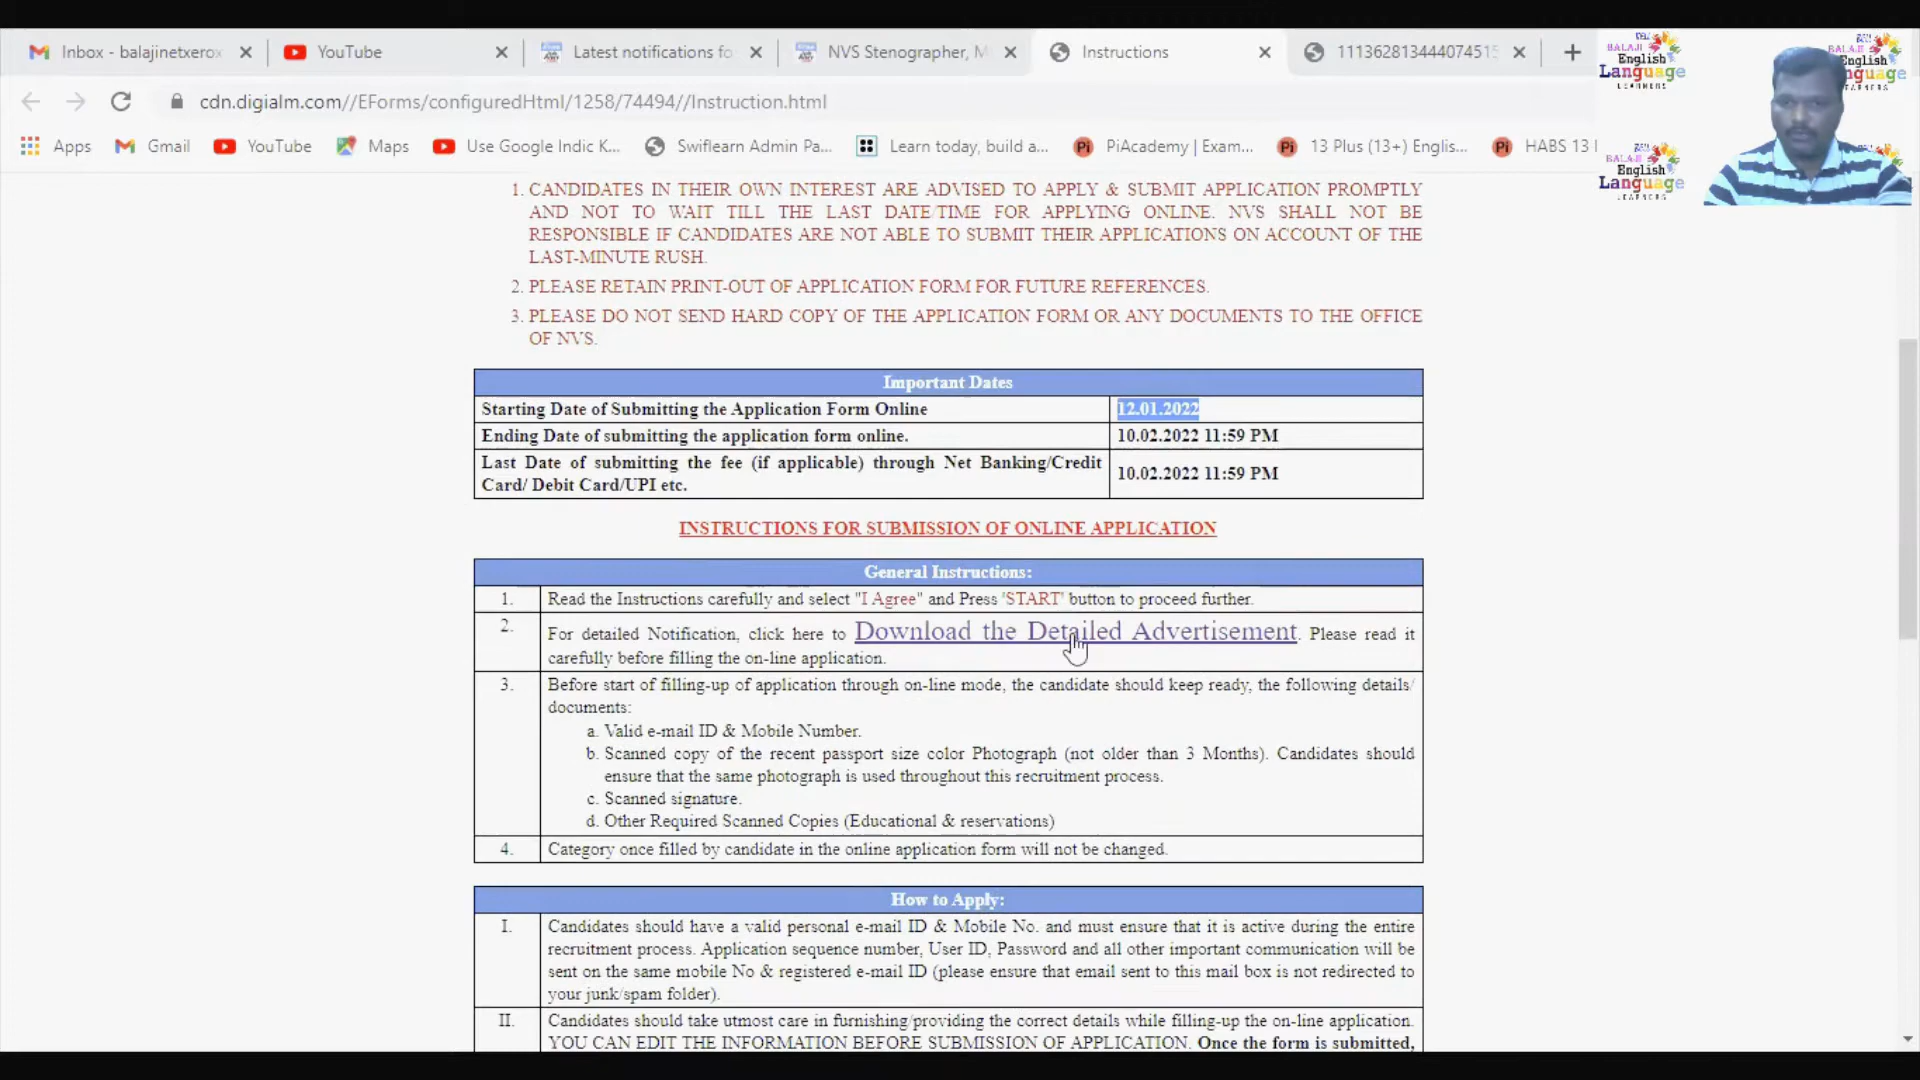 Inbox - balajinetxerox
YouTube
Latest notifications fo
NVS Stenographer, M
Instructions
111362813444074515
cdn.digialm.com//EForms/configuredHtml/1258/74494//Instruction.html
Apps
Gmail
YouTube
Maps
Use Google Indic K...
Swiflearn Admin Pa...
Learn today, build a...
PiAcademy | Exam...
13 Plus (13+) Englis...
HABS 13
BALAJI
English
Language
LEARNERS
BALAJI
English
Language
LEARNERS
1. CANDIDATES IN THEIR OWN INTEREST ARE ADVISED TO APPLY & SUBMIT APPLICATION PROMPTLY
AND NOT TO WAIT TILL THE LAST DATE/TIME FOR APPLYING ONLINE. NVS SHALL NOT BE
RESPONSIBLE IF CANDIDATES ARE NOT ABLE TO SUBMIT THEIR APPLICATIONS ON ACCOUNT OF THE
LAST-MINUTE RUSH.
2. PLEASE RETAIN PRINT-OUT OF APPLICATION FORM FOR FUTURE REFERENCES.
3. PLEASE DO NOT SEND HARD COPY OF THE APPLICATION FORM OR ANY DOCUMENTS TO THE OFFICE
OF NVS.
Important Dates
Starting Date of Submitting the Application Form Online 12.01.2022
Ending Date of submitting the application form online. 10.02.2022 11:59 PM
Last Date of submitting the fee (if applicable) through Net Banking/Credit
Card/ Debit Card/UPI etc. 10.02.2022 11:59 PM
INSTRUCTIONS FOR SUBMISSION OF ONLINE APPLICATION
General Instructions:
1. Read the Instructions carefully and select "I Agree" and Press 'START' button to proceed further.
2. For detailed Notification, click here to Download the Detailed Advertisement. Please read it
carefully before filling the on-line application.
3. Before start of filling-up of application through on-line mode, the candidate should keep ready, the following details/
documents:
a. Valid e-mail ID & Mobile Number.
b. Scanned copy of the recent passport size color Photograph (not older than 3 Months). Candidates should
ensure that the same photograph is used throughout this recruitment process.
c. Scanned signature.
d. Other Required Scanned Copies (Educational & reservations)
4. Category once filled by candidate in the online application form will not be changed.
How to Apply:
I. Candidates should have a valid personal e-mail ID & Mobile No. and must ensure that it is active during the entire
recruitment process. Application sequence number, User ID, Password and all other important communication will be
sent on the same mobile No & registered e-mail ID (please ensure that email sent to this mail box is not redirected to
your junk/spam folder).
II. Candidates should take utmost care in furnishing/providing the correct details while filling-up the on-line application.
YOU CAN EDIT THE INFORMATION BEFORE SUBMISSION OF APPLICATION. Once the form is submitted,